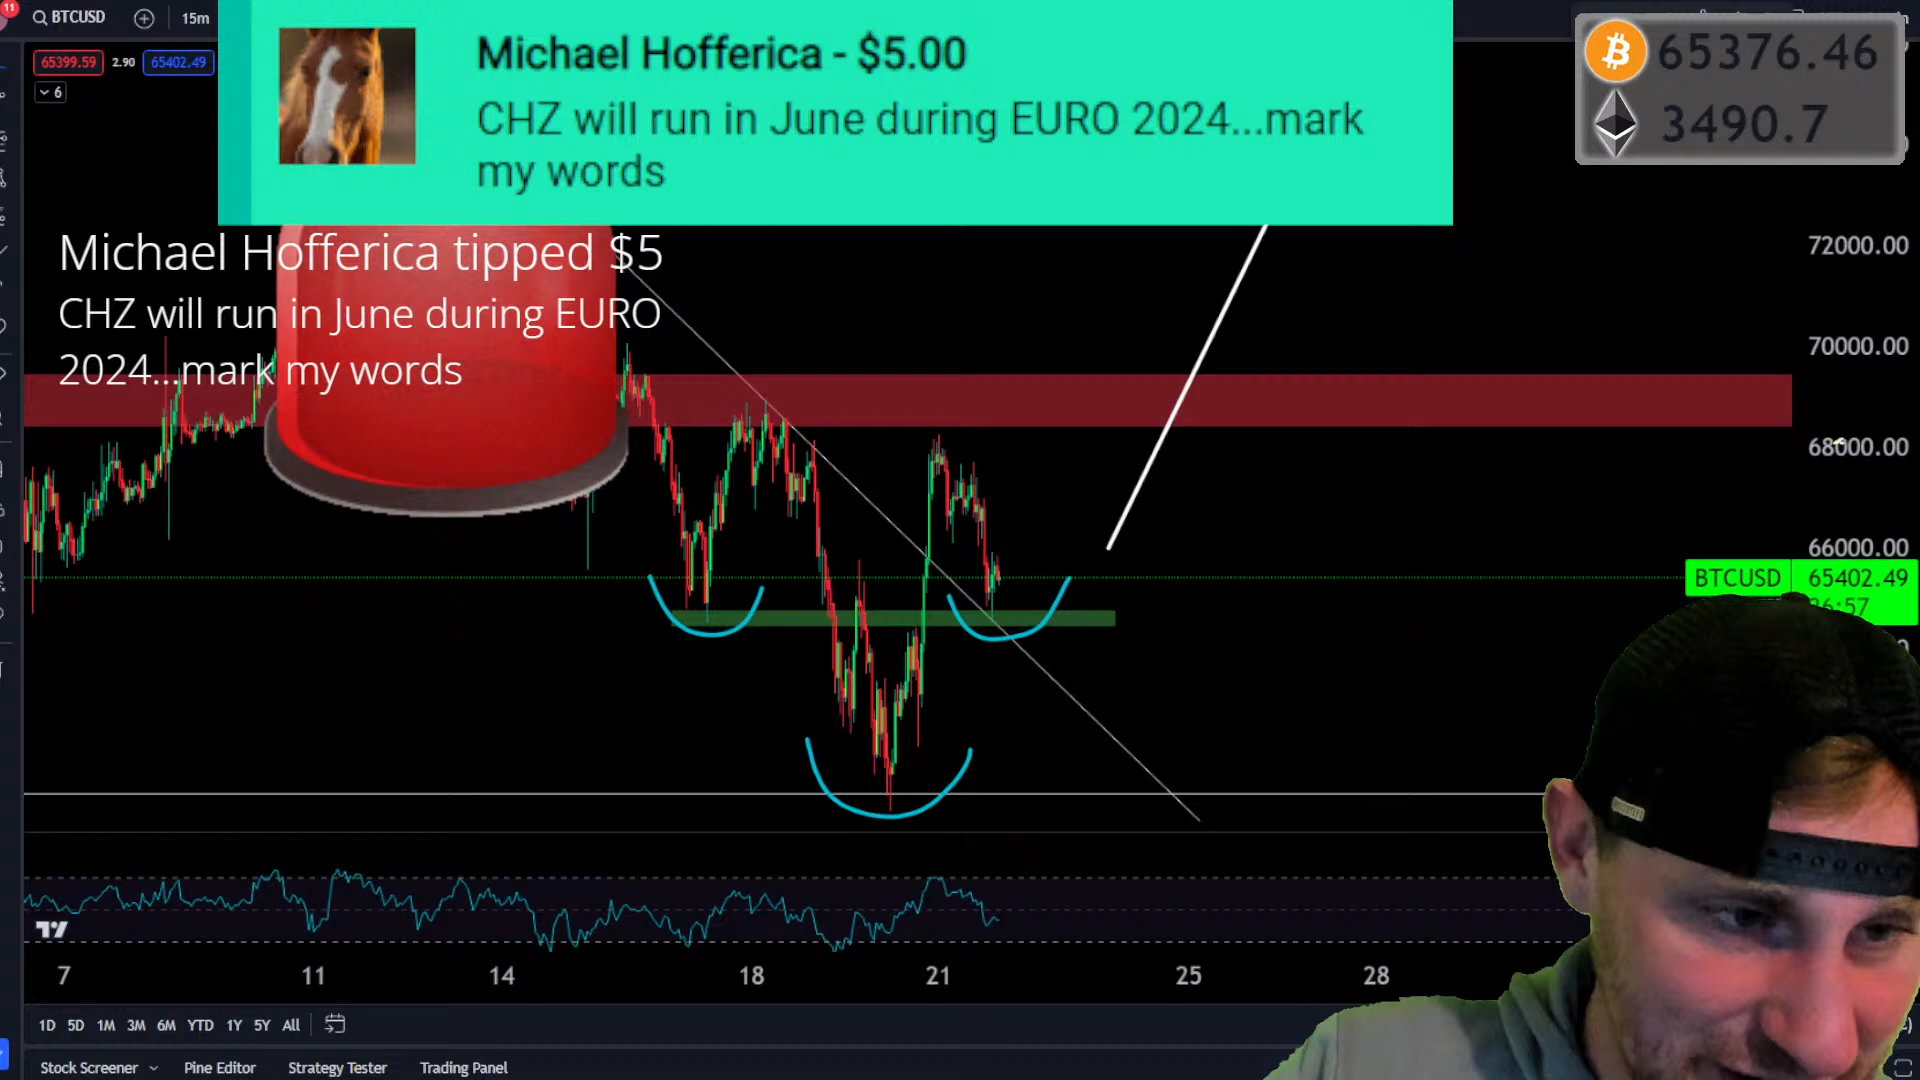 11
BTCUSD
15m
Michael Hofferica - $5.00
CHZ will run in June during EURO 2024...mark
my words
65376.46
3490.7
65399.59 2.90 65402.49
6
Michael Hofferica tipped $5
CHZ will run in June during EURO
2024...mark my words
72000.00
70000.00
68000.00
66000.00
BTCUSD 65402.49
7 11 14 18 21 25 28
1D 5D 1M 3M 6M YTD 1Y 5Y All
Stock Screener Pine Editor Strategy Tester Trading Panel